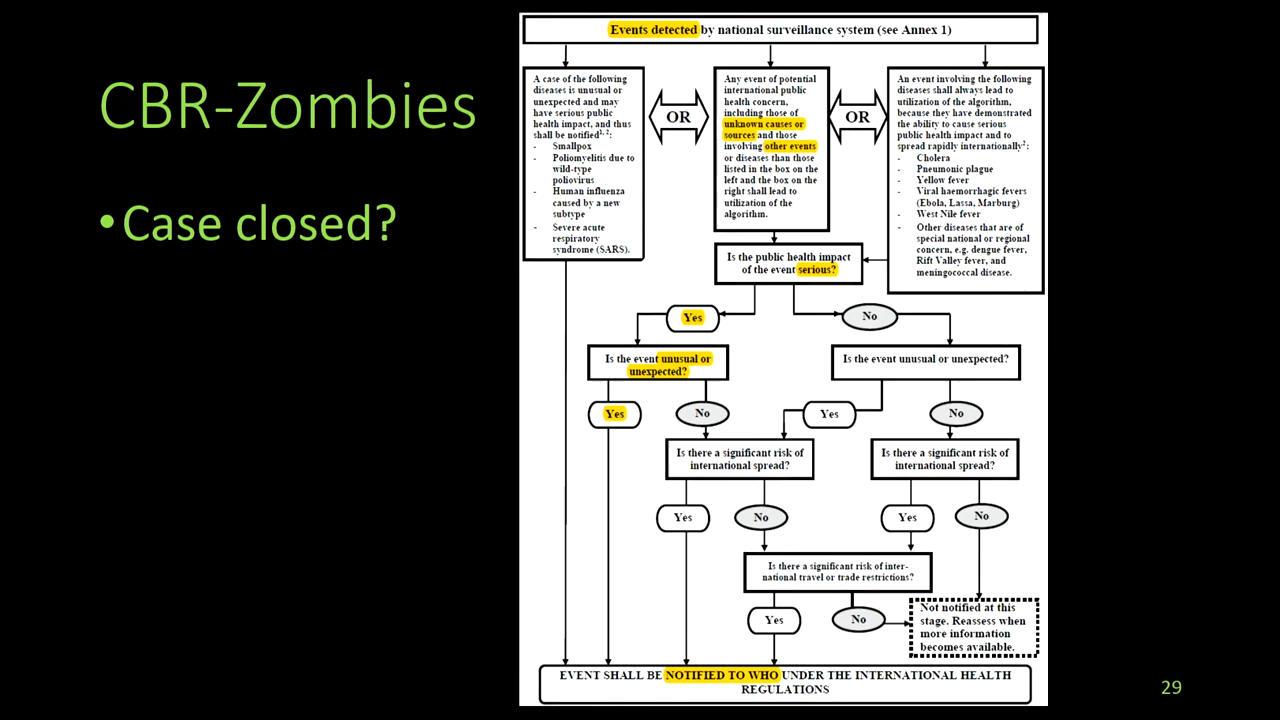 CBR-Zombies
•Case closed?
Events detected by national surveillance system (see Annex 1)
A case of the following
diseases is unusual or
unexpected and may
have serious public
health impact, and thus
shall be notified1, 2:
- Smallpox
- Poliomyelitis due to
wild-type
poliovirus
- Human influenza
caused by a new
subtype
- Severe acute
respiratory
syndrome (SARS).
OR
Any event of potential
international public
health concern,
including those of
unknown causes or
sources and those
involving other events
or diseases than those
listed in the box on the
left and the box on the
right shall lead to
utilization of the
algorithm.
OR
An event involving the following
diseases shall always lead to
utilization of the algorithm,
because they have demonstrated
the ability to cause serious
public health impact and to
spread rapidly internationally2:
- Cholera
- Pneumonic plague
- Yellow fever
- Viral haemorrhagic fevers
(Ebola, Lassa, Marburg)
- West Nile fever
- Other diseases that are of
special national or regional
concern, e.g. dengue fever,
Rift Valley fever, and
meningococcal disease.
Is the public health impact
of the event serious?
Yes
No
Is the event unusual or
unexpected?
Is the event unusual or unexpected?
Yes
No
Yes
No
Is there a significant risk of
international spread?
Is there a significant risk of
international spread?
Yes
No
Yes
No
Is there a significant risk of inter-
national travel or trade restrictions?
Yes
No
Not notified at this
stage. Reassess when
more information
becomes available.
EVENT SHALL BE NOTIFIED TO WHO UNDER THE INTERNATIONAL HEALTH
REGULATIONS
29